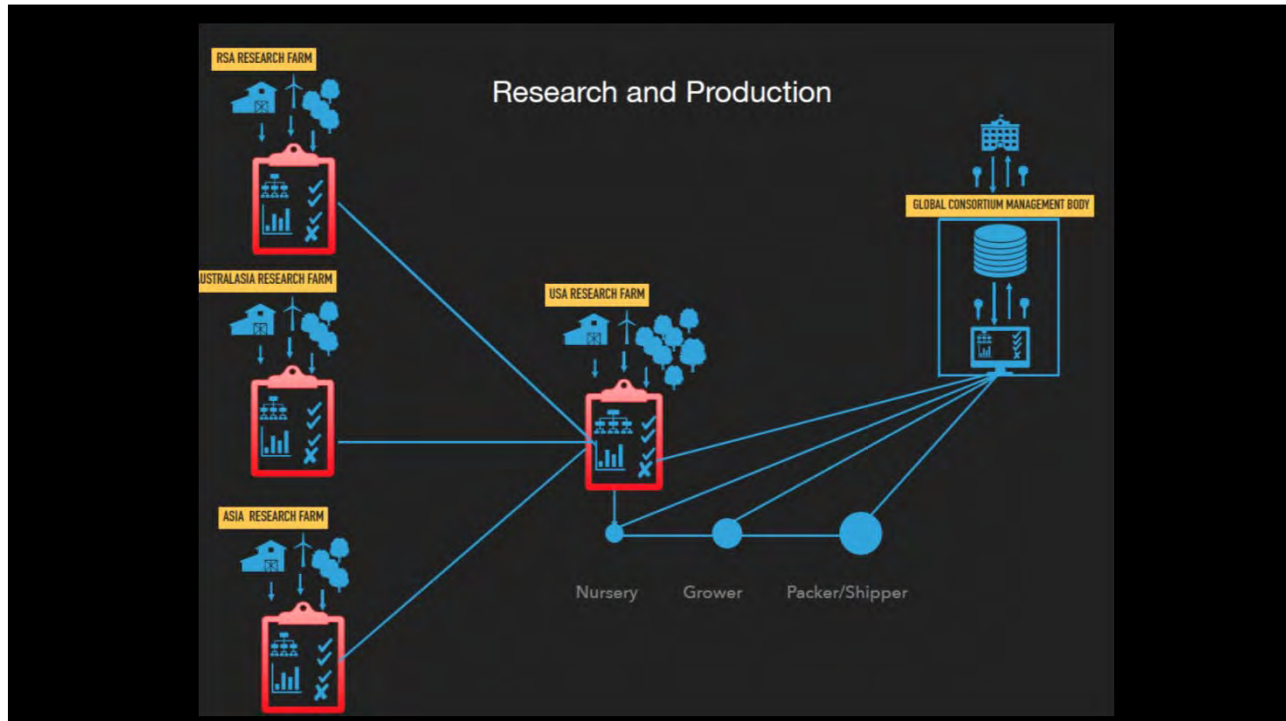 RSA RESEARCH FARM
Research and Production
GLOBAL CONSORTIUM MANAGEMENT BODY
AUSTRALASIA RESEARCH FARM
USA RESEARCH FARM
ASIA RESEARCH FARM
Nursery
Grower
Packer/Shipper